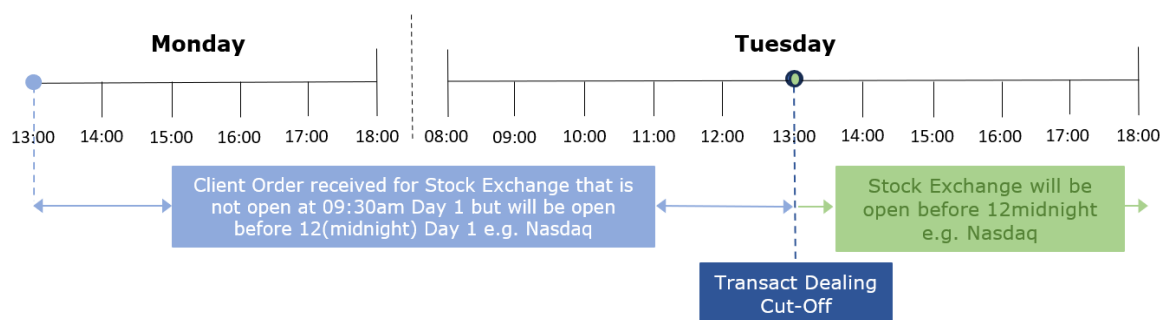 Monday
Tuesday
13:00 14:00 15:00 16:00 17:00 18:00 08:00 09:00 10:00 11:00 12:00 13:00 14:00 15:00 16:00 17:00 18:00
Client Order received for Stock Exchange that is
not open at 09:30am Day 1 but will be open
before 12(midnight) Day 1 e.g. Nasdaq
Stock Exchange will be
open before 12midnight
e.g. Nasdaq
Transact Dealing
Cut-Off